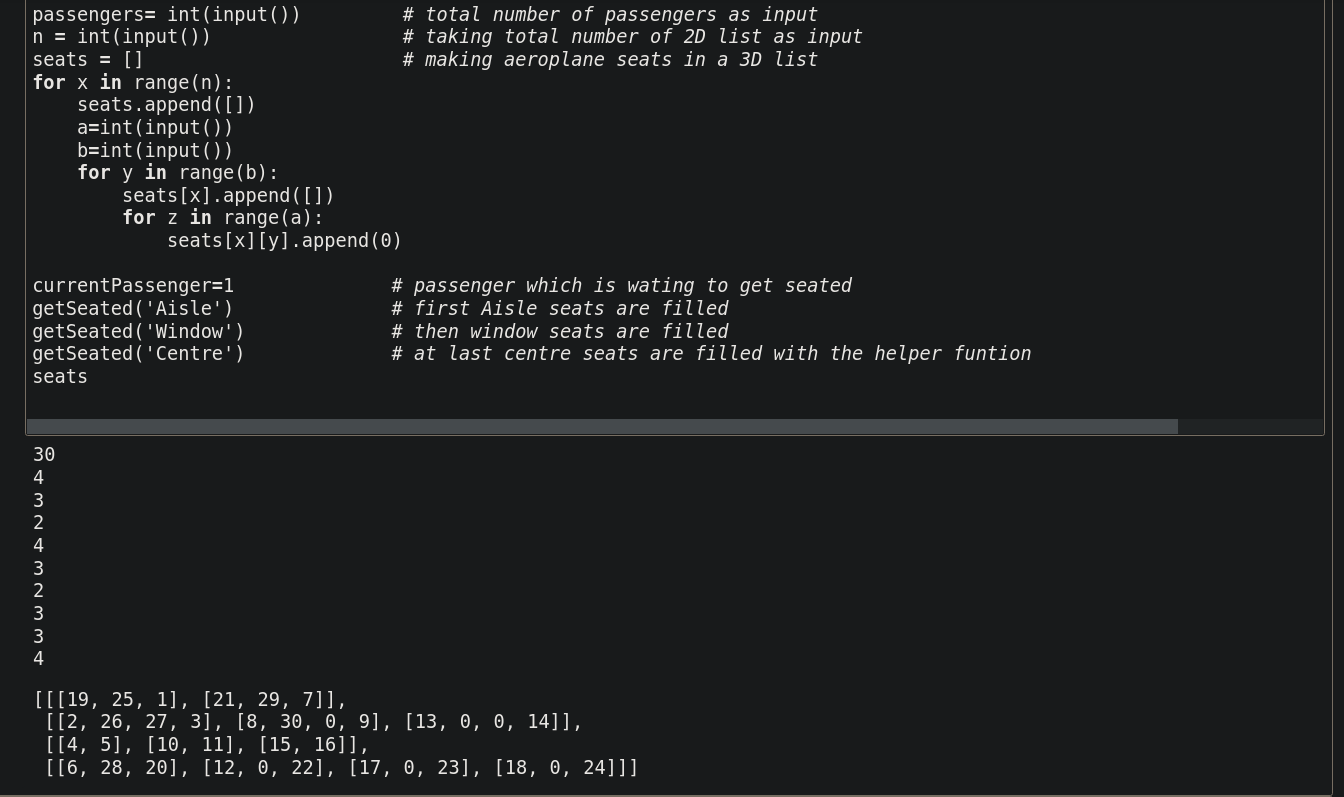 passengers= int(input())         # total number of passengers as input
n = int(input())                 # taking total number of 2D list as input
seats = []                       # making aeroplane seats in a 3D list
for x in range(n):
    seats.append([])
    a=int(input())
    b=int(input())
    for y in range(b):
        seats[x].append([])
        for z in range(a):
            seats[x][y].append(0)
currentPassenger=1              # passenger which is wating to get seated
getSeated('Aisle')              # first Aisle seats are filled
getSeated('Window')             # then window seats are filled
getSeated('Centre')             # at last centre seats are filled with the helper funtion
seats
30
4
3
2
4
3
2
3
3
4
[[[19, 25, 1], [21, 29, 7]],
 [[2, 26, 27, 3], [8, 30, 0, 9], [13, 0, 0, 14]],
 [[4, 5], [10, 11], [15, 16]],
 [[6, 28, 20], [12, 0, 22], [17, 0, 23], [18, 0, 24]]]